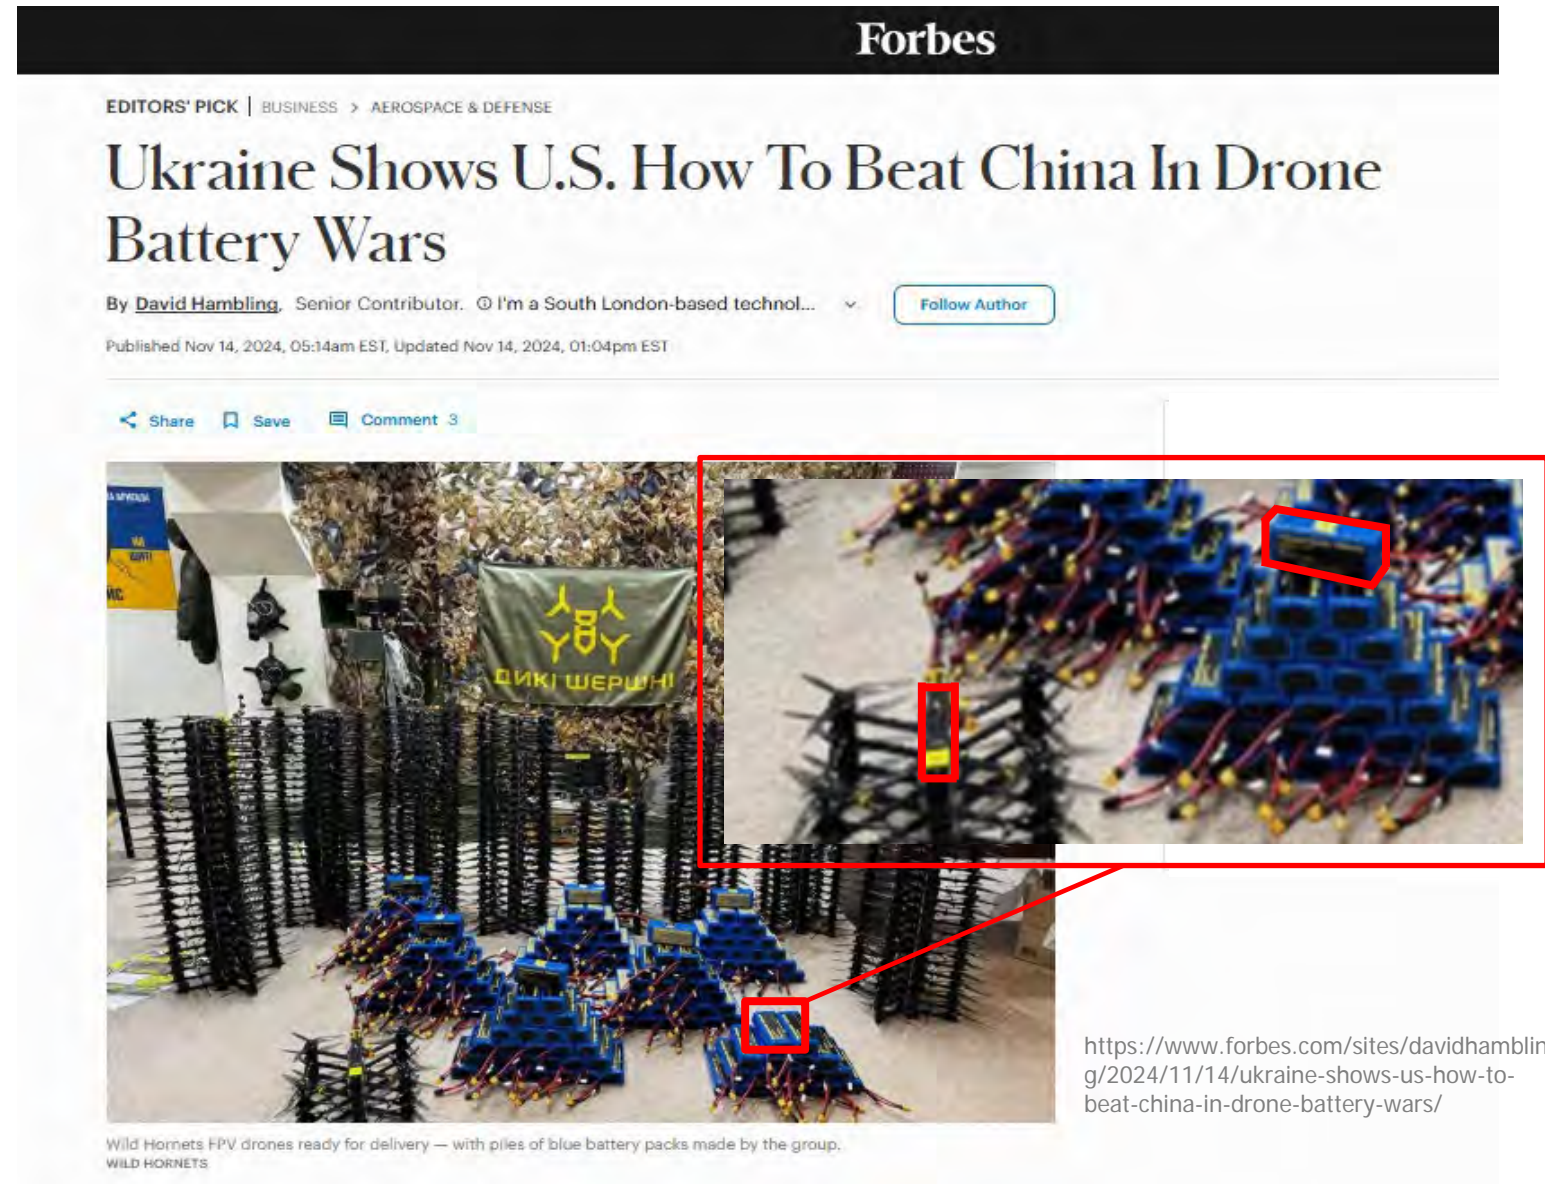 Forbes
EDITORS' PICK | BUSINESS > AEROSPACE & DEFENSE
Ukraine Shows U.S. How To Beat China In Drone
Battery Wars
By David Hambling, Senior Contributor. I'm a South London-based technol...
Follow Author
Published Nov 14, 2024, 05:14am EST, Updated Nov 14, 2024, 01:04pm EST
Share Save Comment 3
ДИКІ ШЕРШНІ
https://www.forbes.com/sites/davidhamblin
g/2024/11/14/ukraine-shows-us-how-to-
beat-china-in-drone-battery-wars/
Wild Hornets FPV drones ready for delivery — with piles of blue battery packs made by the group.
WILD HORNETS